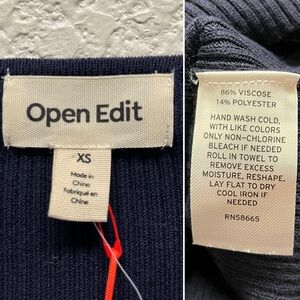 Open Edit
XS
Made in
China
Fabriqué en
China
86% VISCOSE
14% POLYESTER
HAND WASH COLD,
WITH LIKE COLORS
ONLY NON-CHLORINE
BLEACH IF NEEDED
ROLL IN TOWEL TO
REMOVE EXCESS
MOISTURE, RESHAPE,
LAY FLAT TO DRY
COOL IRON IF
NEEDED
RN58665